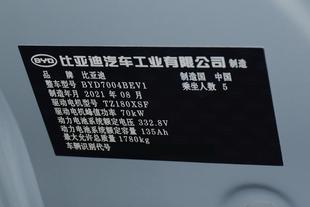 BYD 比亚迪汽车工业有限公司 制造
品 牌 比亚迪 制造国 中国
整车型号 BYD7004BEV1 乘坐人数 5
制造年月 2021 年 08 月
驱动电机型号 TZ180XSF
驱动电机峰值功率 70kW
动力电池系统额定电压 332.8V
动力电池系统额定容量 135Ah
最大允许总质量 1780kg
车辆识别代号